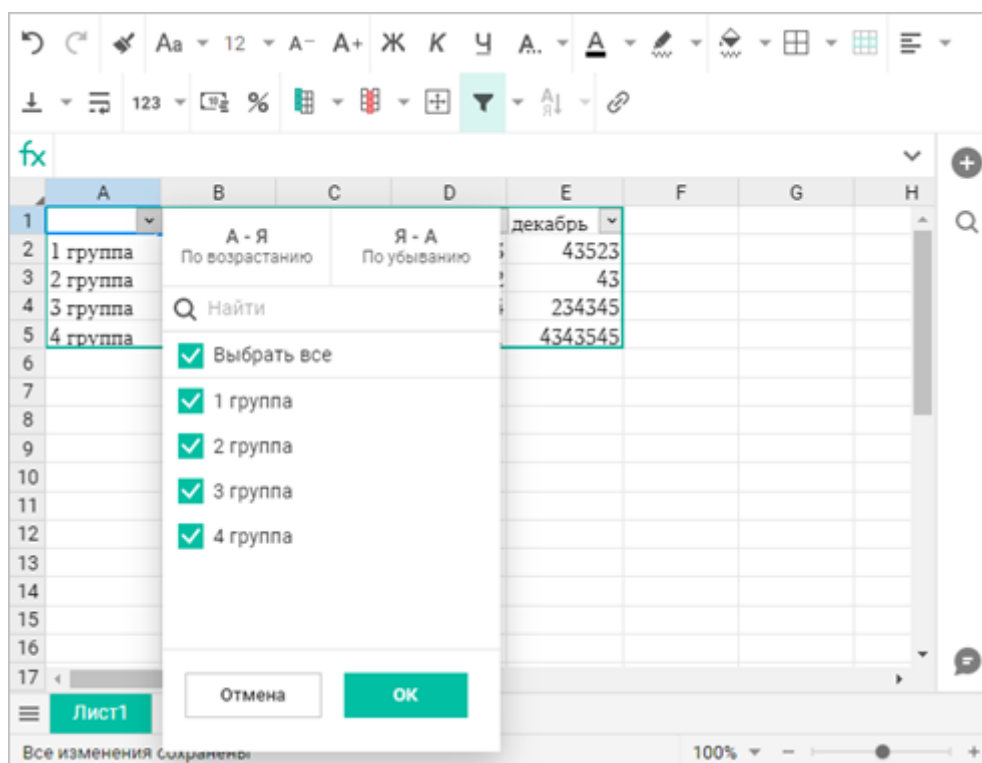 Aa 12 A− A+ Ж К Ч A. A
123 %
fx
A B C D E F G H
1 декабрь
2 1 группа 43523
3 2 группа 43
4 3 группа 234345
5 4 группа 4343545
6
7
8
9
10
11
12
13
14
15
16
17
А - Я
По возрастанию
Я - А
По убыванию
Найти
Выбрать все
1 группа
2 группа
3 группа
4 группа
Отмена ОК
Лист1
Все изменения сохранены 100% − +